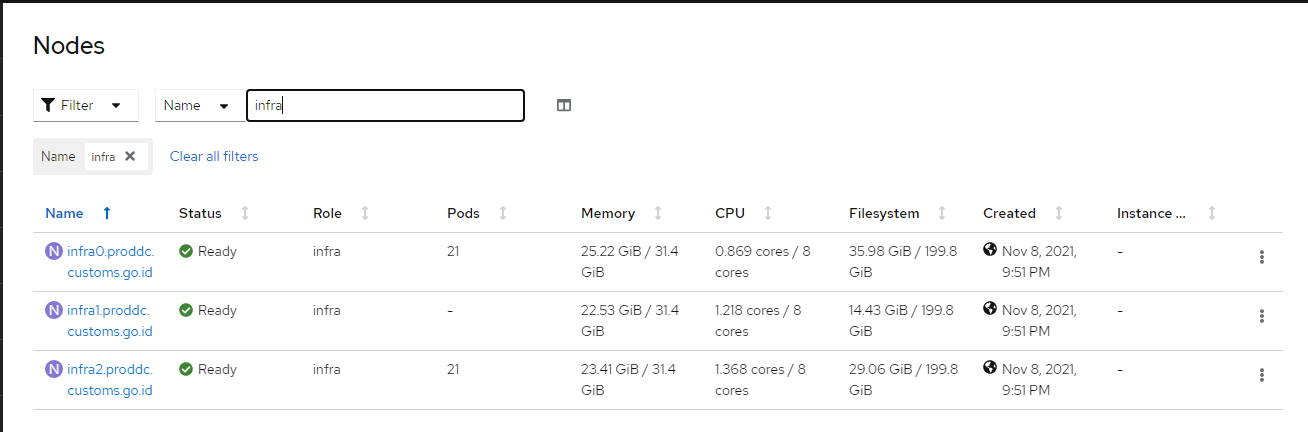 Nodes
Filter Name infra
Name infra Clear all filters
Name Status Role Pods Memory CPU Filesystem Created Instance ...
N infra0.proddc. Ready infra 21 25.22 GiB / 31.4 0.869 cores / 8 35.98 GiB / 199.8 Nov 8, 2021, -
customs.go.id GiB cores GiB 9:51 PM
N infra1.proddc. Ready infra - 22.53 GiB / 31.4 1.218 cores / 8 14.43 GiB / 199.8 Nov 8, 2021, -
customs.go.id GiB cores GiB 9:51 PM
N infra2.proddc. Ready infra 21 23.41 GiB / 31.4 1.368 cores / 8 29.06 GiB / 199.8 Nov 8, 2021, -
customs.go.id GiB cores GiB 9:51 PM